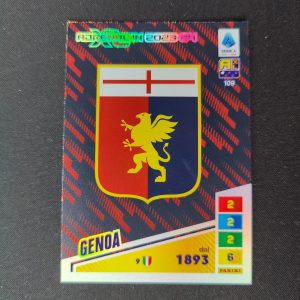 ADRENALYN 2023-24
XL
SERIE A
109
GENOA
dal
9
1893
2
2
2
6
PANINI